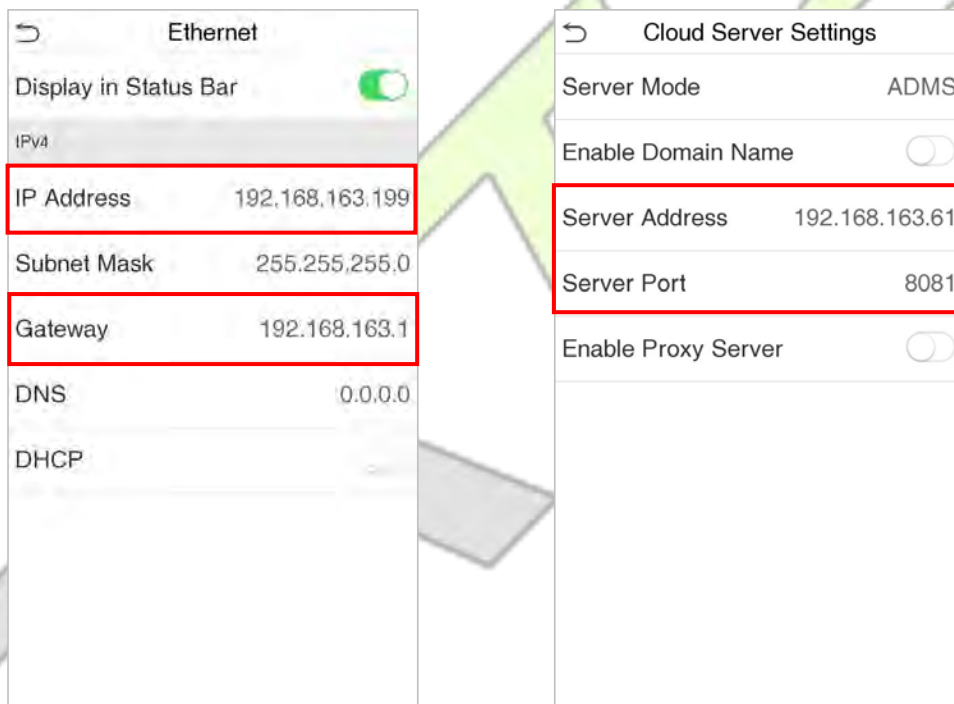 Ethernet
Display in Status Bar
IPv4
IP Address 192.168.163.199
Subnet Mask 255.255.255.0
Gateway 192.168.163.1
DNS 0.0.0.0
DHCP
Cloud Server Settings
Server Mode ADMS
Enable Domain Name
Server Address 192.168.163.61
Server Port 8081
Enable Proxy Server